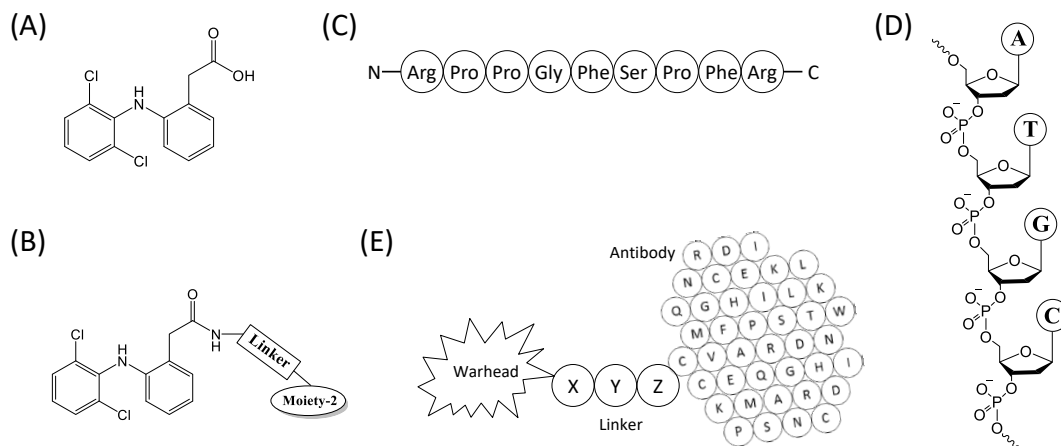 (A)
O
OH
Cl
H
N
Cl
(B)
O
Cl
H
N
NH
Linker
Cl
Moiety-2
(C)
N Arg Pro Pro Gly Phe Ser Pro Phe Arg C
(E)
Antibody
R D I
N C E K L
Q G H I L K
M F P S T W
C V A R D N
C E Q G H I
K M A R D
P S N C
Warhead
X Y Z
Linker
(D)
A
O
O
O
O⁻
P
O
O
T
O
O
O⁻
P
O
O
G
O
O
O⁻
P
O
O
C
O
O
O⁻
P
O
O